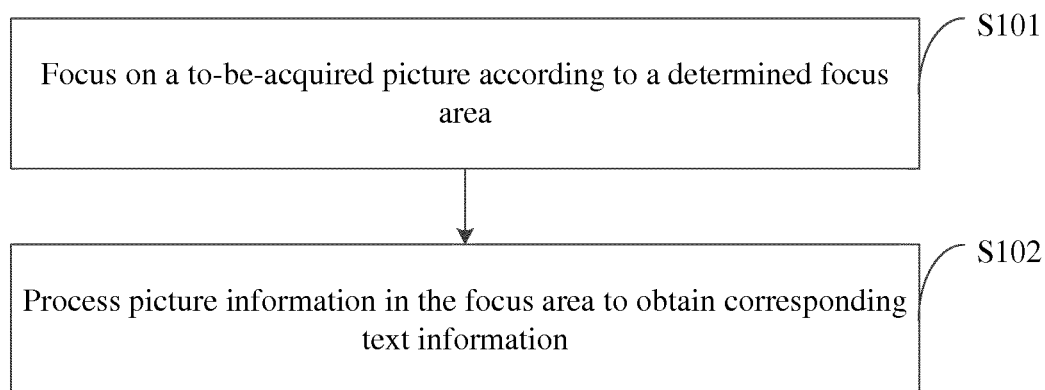 S101
Focus on a to-be-acquired picture according to a determined focus
area
S102
Process picture information in the focus area to obtain corresponding
text information